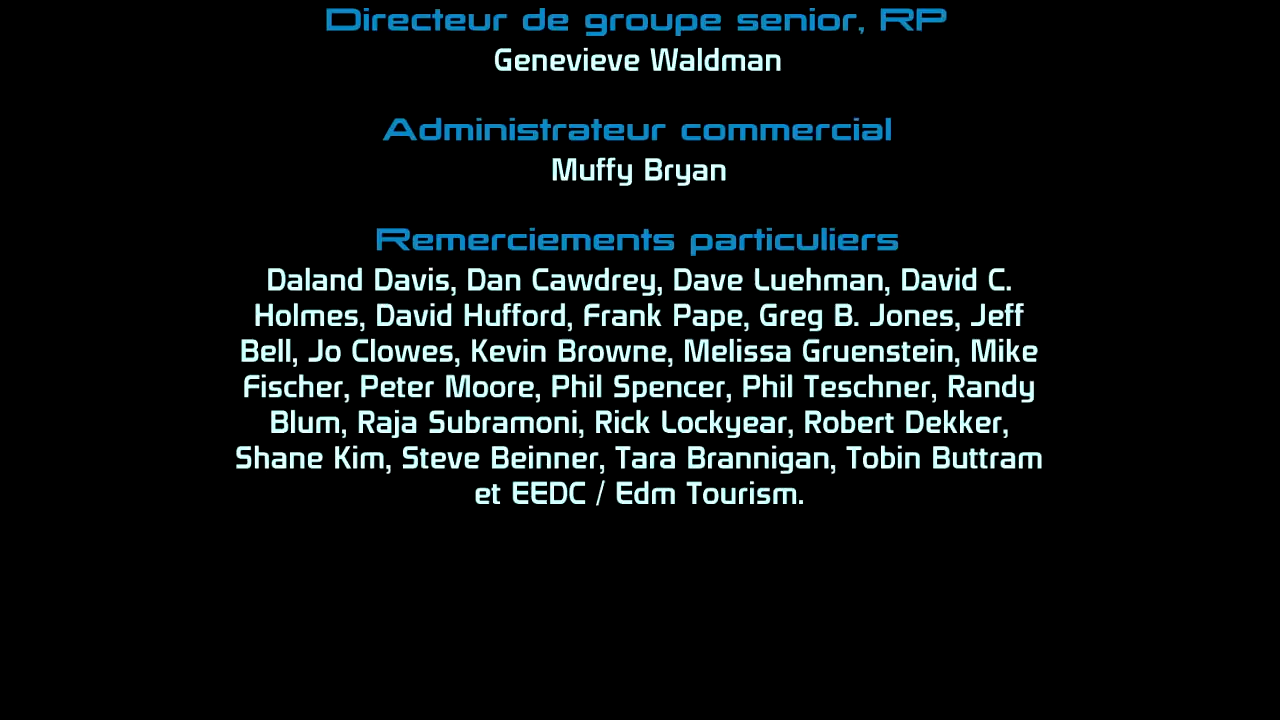 Directeur de groupe senior, RP
Genevieve Waldman
Administrateur commercial
Muffy Bryan
Remerciements particuliers
Daland Davis, Dan Cawdrey, Dave Luehman, David C.
Holmes, David Hufford, Frank Pape, Greg B. Jones, Jeff
Bell, Jo Clowes, Kevin Browne, Melissa Gruenstein, Mike
Fischer, Peter Moore, Phil Spencer, Phil Teschner, Randy
Blum, Raja Subramoni, Rick Lockyear, Robert Dekker,
Shane Kim, Steve Beinner, Tara Brannigan, Tobin Buttram
et EEDC / Edm Tourism.